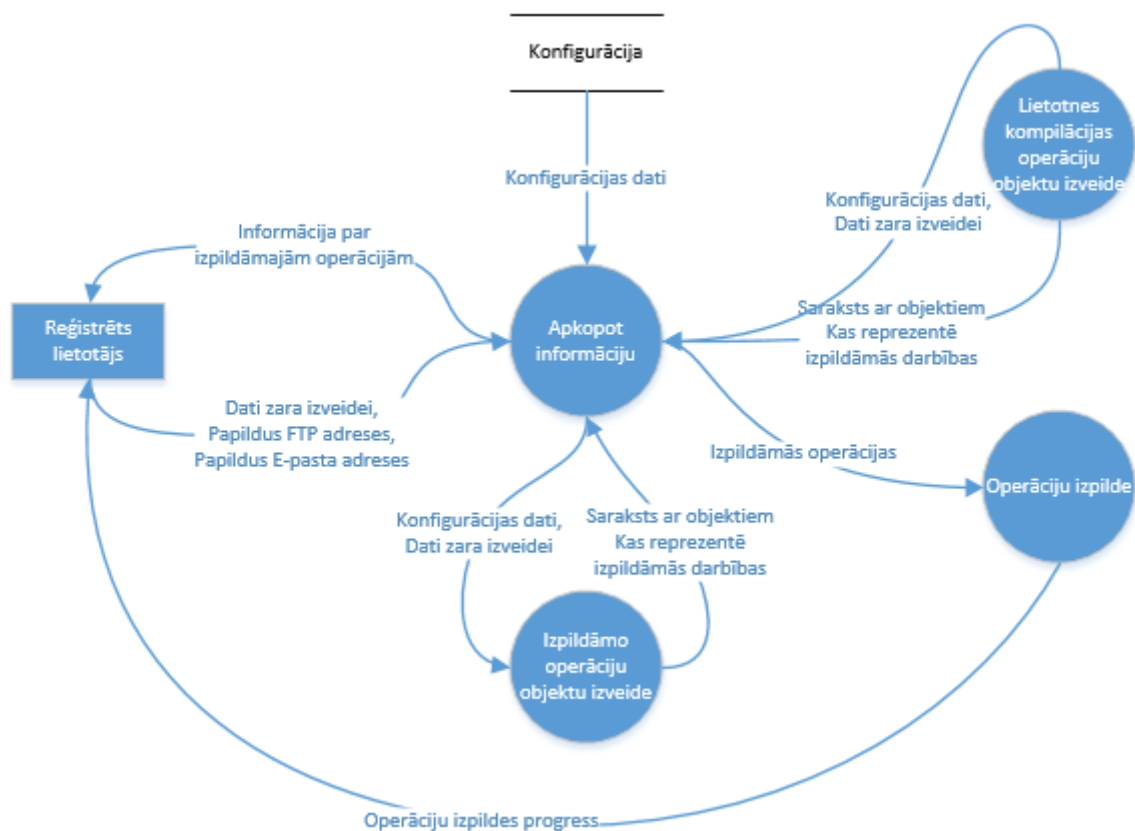 Konfigurācija
Lietotnes
kompilācijas
operāciju
objektu izveide
Konfigurācijas dati
Konfigurācijas dati,
Dati zara izveidei
Informācija par
izpildāmajām operācijām
Saraksts ar objektiem
Kas reprezentē
izpildāmās darbības
Reģistrēts
lietotājs
Apkopot
informāciju
Dati zara izveidei,
Papildus FTP adreses,
Papildus E-pasta adreses
Izpildāmās operācijas
Operāciju izpilde
Konfigurācijas dati,
Dati zara izveidei
Saraksts ar objektiem
Kas reprezentē
izpildāmās darbības
Izpildāmo
operāciju
objektu izveide
Operāciju izpildes progress